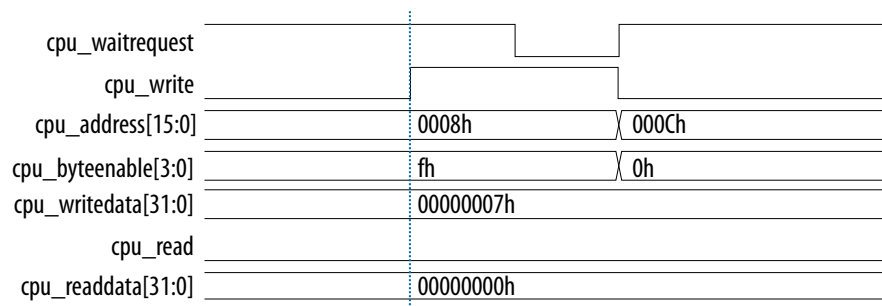 cpu_waitrequest
cpu_write
cpu_address[15:0] 0008h 000Ch
cpu_byteenable[3:0] fh 0h
cpu_writedata[31:0] 00000007h
cpu_read
cpu_readdata[31:0] 00000000h